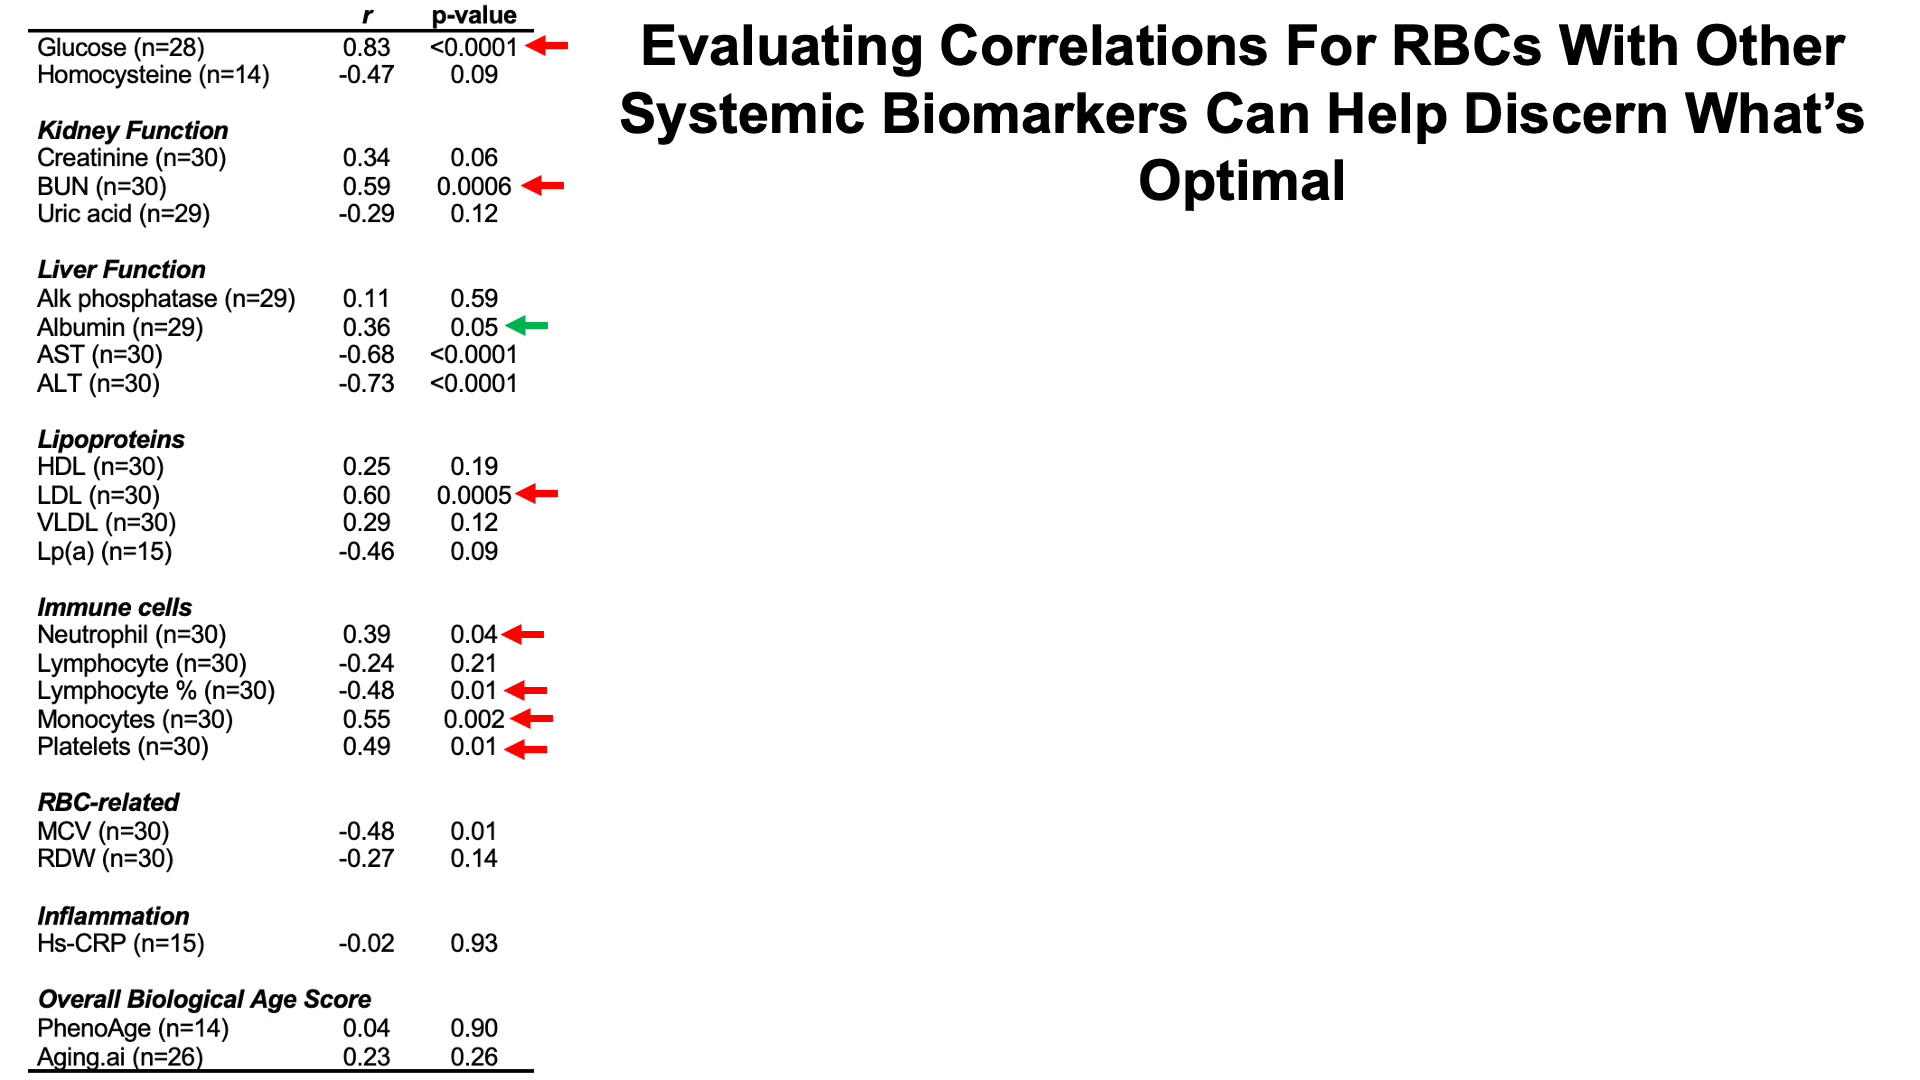 r p-value
Glucose (n=28) 0.83 <0.0001
Homocysteine (n=14) -0.47 0.09
Kidney Function
Creatinine (n=30) 0.34 0.06
BUN (n=30) 0.59 0.0006
Uric acid (n=29) -0.29 0.12
Liver Function
Alk phosphatase (n=29) 0.11 0.59
Albumin (n=29) 0.36 0.05
AST (n=30) -0.68 <0.0001
ALT (n=30) -0.73 <0.0001
Lipoproteins
HDL (n=30) 0.25 0.19
LDL (n=30) 0.60 0.0005
VLDL (n=30) 0.29 0.12
Lp(a) (n=15) -0.46 0.09
Immune cells
Neutrophil (n=30) 0.39 0.04
Lymphocyte (n=30) -0.24 0.21
Lymphocyte % (n=30) -0.48 0.01
Monocytes (n=30) 0.55 0.002
Platelets (n=30) 0.49 0.01
RBC-related
MCV (n=30) -0.48 0.01
RDW (n=30) -0.27 0.14
Inflammation
Hs-CRP (n=15) -0.02 0.93
Overall Biological Age Score
PhenoAge (n=14) 0.04 0.90
Aging.ai (n=26) 0.23 0.26
Evaluating Correlations For RBCs With Other
Systemic Biomarkers Can Help Discern What’s
Optimal